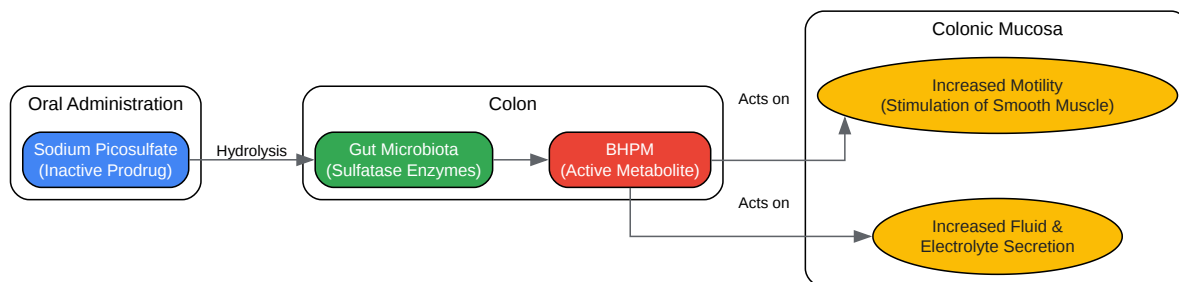 Oral Administration
Sodium Picosulfate
(Inactive Prodrug)
Hydrolysis
Colon
Gut Microbiota
(Sulfatase Enzymes)
BHPM
(Active Metabolite)
Acts on
Acts on
Colonic Mucosa
Increased Motility
(Stimulation of Smooth Muscle)
Increased Fluid &
Electrolyte Secretion